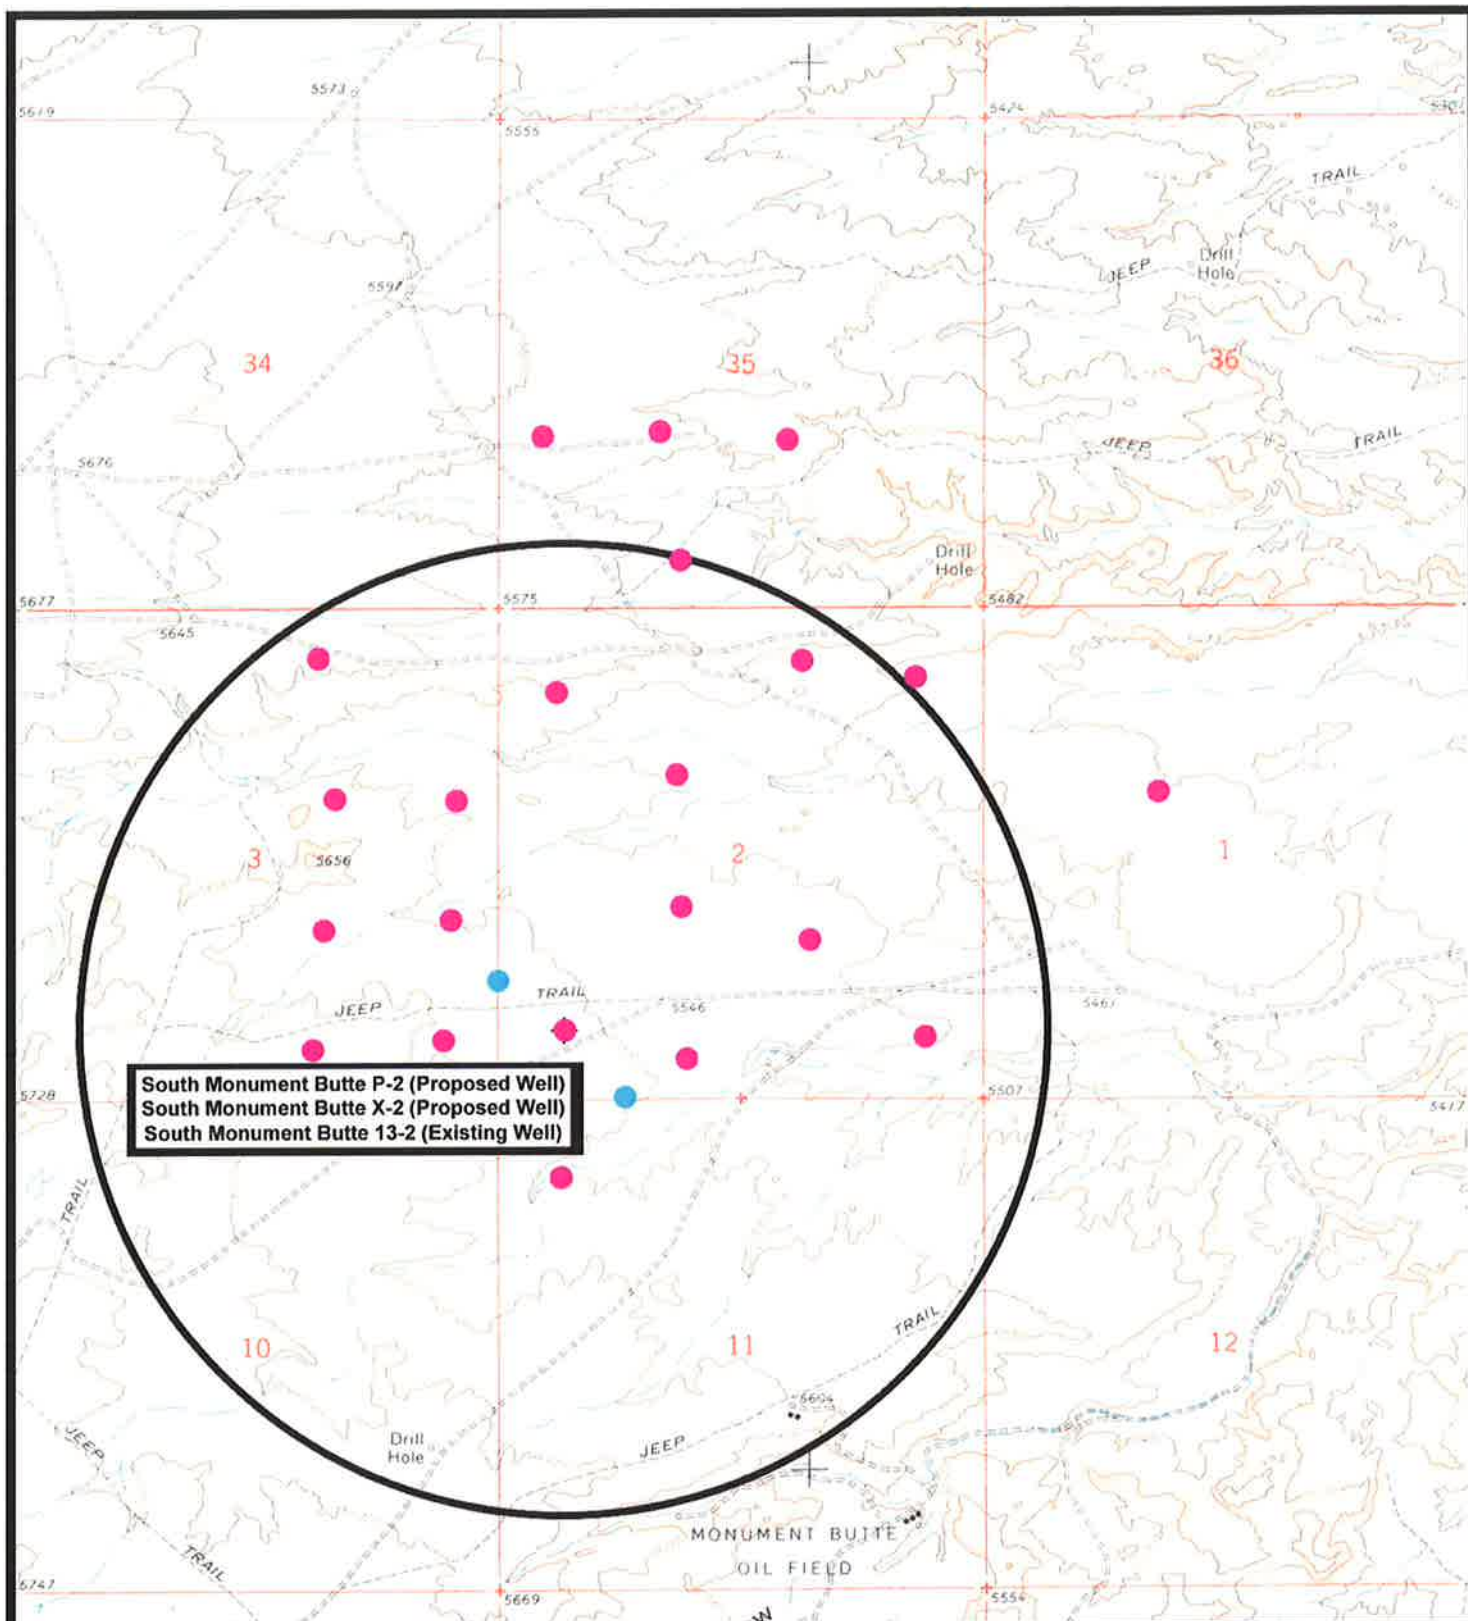 5573
5619
5555
5424
TRAIL
JEEP
Drill
Hole
5597
34
35
36
5676
JEEP
TRAIL
Drill
Hole
5677
5575
5482
5645
3
5656
2
1
JEEP
TRAIL
5546
5461
South Monument Butte P-2 (Proposed Well)
South Monument Butte X-2 (Proposed Well)
South Monument Butte 13-2 (Existing Well)
5728
5507
5417
TRAIL
TRAIL
10
11
12
5604
JEEP
Drill
Hole
JEEP
MONUMENT BUTTE
OIL FIELD
TRAIL
5747
5669
5554
W